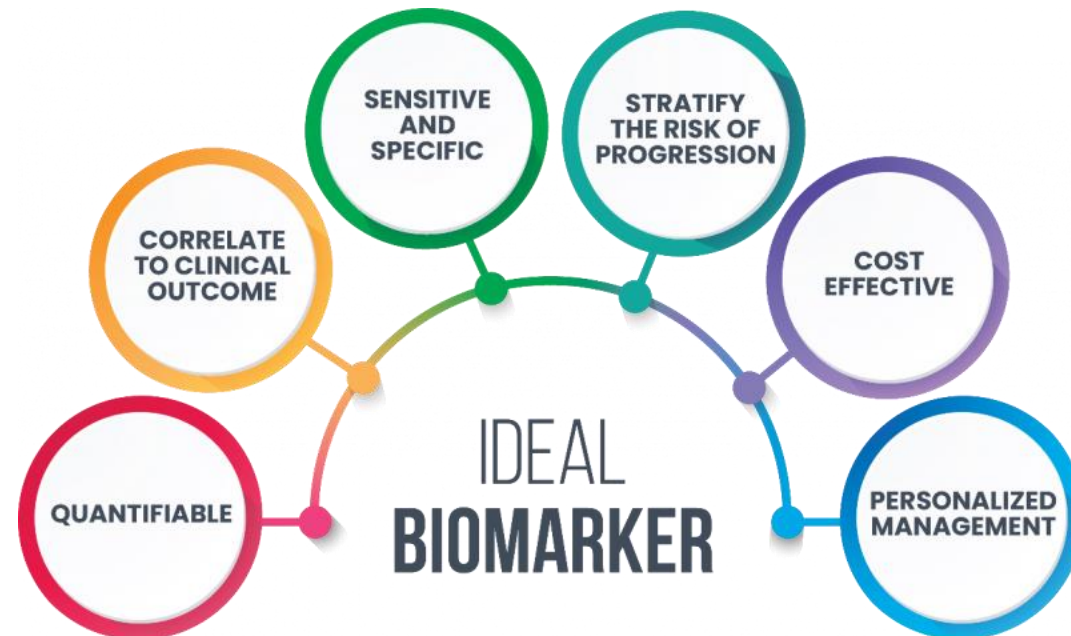 QUANTIFIABLE
CORRELATE
TO CLINICAL
OUTCOME
SENSITIVE
AND
SPECIFIC
STRATIFY
THE RISK OF
PROGRESSION
COST
EFFECTIVE
PERSONALIZED
MANAGEMENT
IDEAL
BIOMARKER